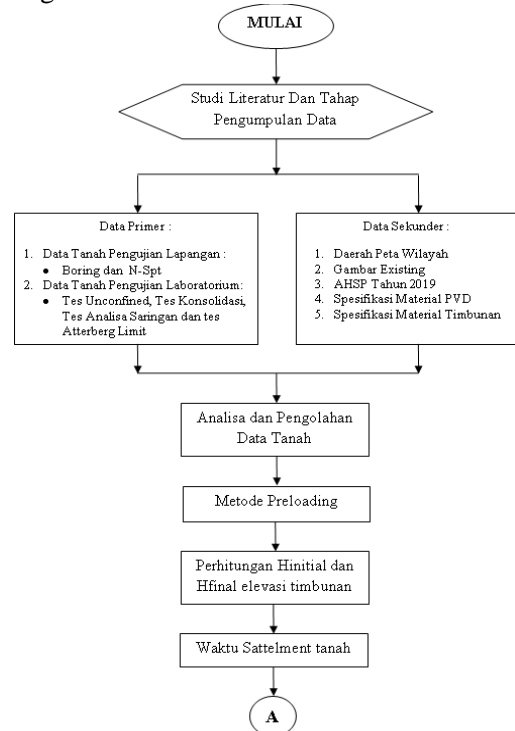 MULAI
Studi Literatur Dan Tahap
Pengumpulan Data
Data Primer :
1. Data Tanah Pengujian Lapangan :
• Boring dan N-Spt
2. Data Tanah Pengujian Laboratorium:
• Tes Unconfined, Tes Konsolidasi,
Tes Analisa Saringan dan tes
Atterberg Limit
Data Sekunder :
1. Daerah Peta Wilayah
2. Gambar Existing
3. AHSP Tahun 2019
4. Spesifikasi Material PVD
5. Spesifikasi Material Timbunan
Analisa dan Pengolahan
Data Tanah
Metode Preloading
Perhitungan Hinitial dan
Hfinal elevasi timbunan
Waktu Sattelment tanah
A